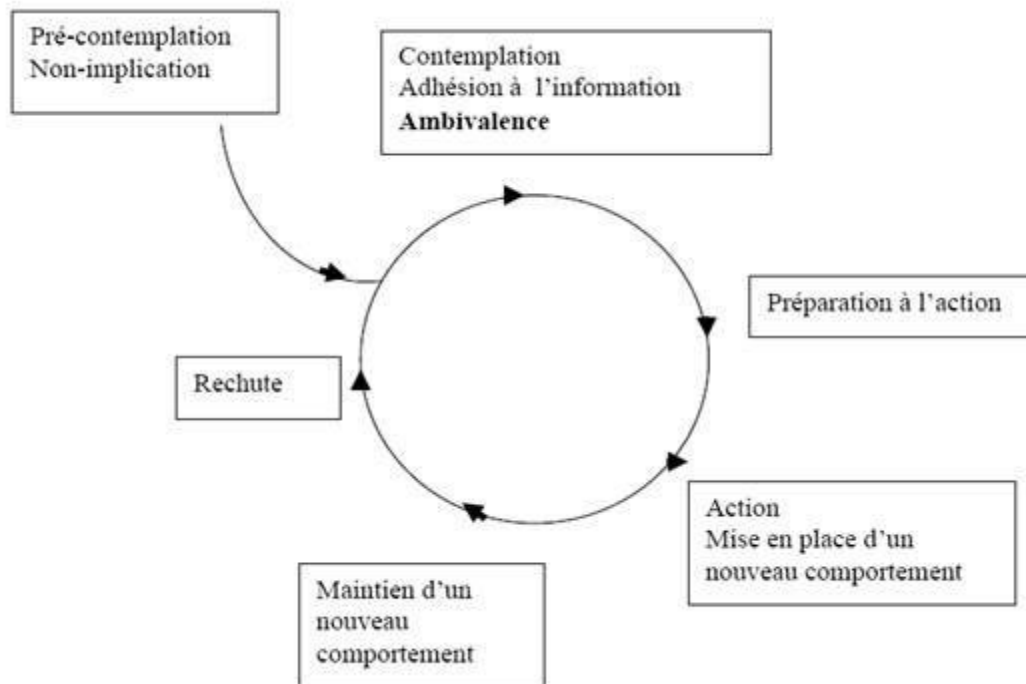 Pré-contemplation
Non-implication
Contemplation
Adhésion à l’information
Ambivalence
Préparation à l’action
Rechute
Action
Mise en place d’un
nouveau comportement
Maintien d’un
nouveau
comportement